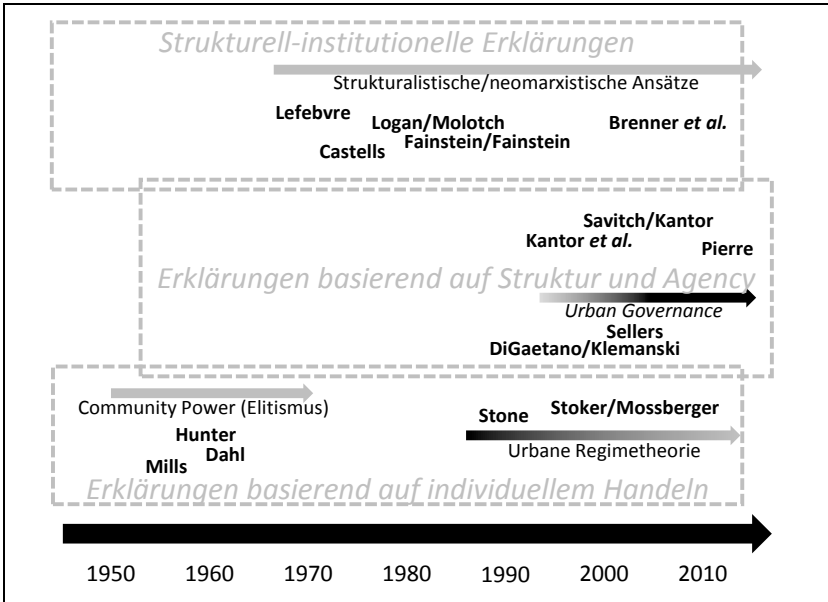 Strukturell-institutionelle Erklärungen
Strukturalistische/neomarxistische Ansätze
Lefebvre
Logan/Molotch
Brenner et al.
Fainstein/Fainstein
Castells
Savitch/Kantor
Kantor et al.
Pierre
Erklärungen basierend auf Struktur und Agency
Urban Governance
Sellers
DiGaetano/Klemanski
Community Power (Elitismus)
Stone
Stoker/Mossberger
Hunter
Dahl
Urbane Regimetheorie
Mills
Erklärungen basierend auf individuellem Handeln
1950 1960 1970 1980 1990 2000 2010